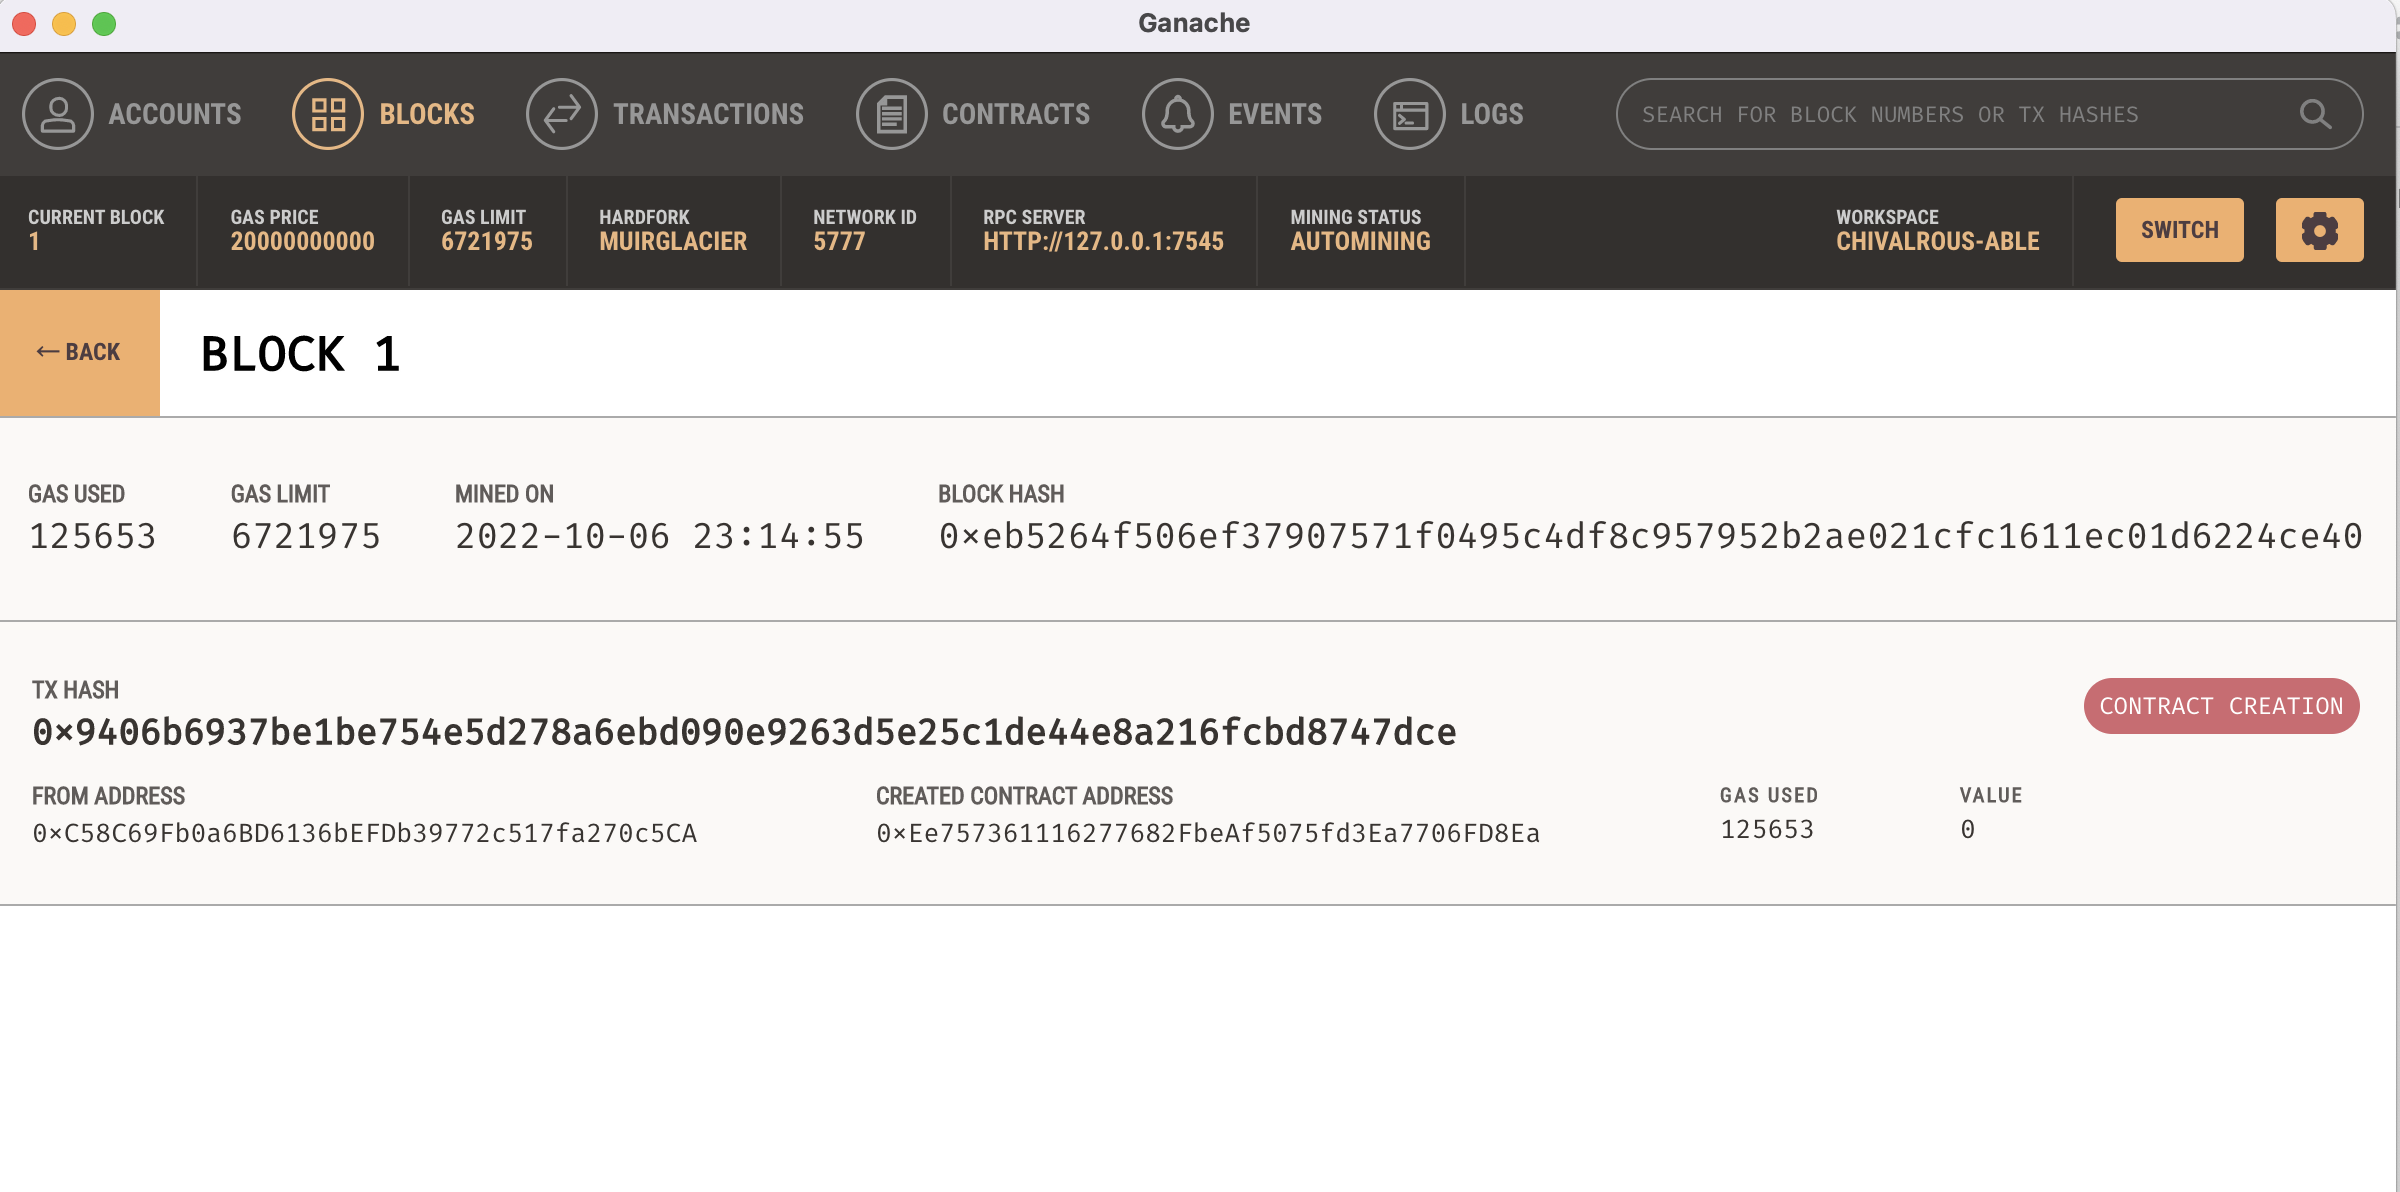 Ganache
ACCOUNTS BLOCKS TRANSACTIONS CONTRACTS EVENTS LOGS SEARCH FOR BLOCK NUMBERS OR TX HASHES
CURRENT BLOCK GAS PRICE GAS LIMIT HARDFORK NETWORK ID RPC SERVER MINING STATUS WORKSPACE
1 20000000000 6721975 MUIRGLACIER 5777 HTTP://127.0.0.1:7545 AUTOMINING CHIVALROUS-ABLE SWITCH
← BACK BLOCK 1
GAS USED GAS LIMIT MINED ON BLOCK HASH
125653 6721975 2022-10-06 23:14:55 0×eb5264f506ef37907571f0495c4df8c957952b2ae021cfc1611ec01d6224ce40
TX HASH
0×9406b6937be1be754e5d278a6ebd090e9263d5e25c1de44e8a216fcbd8747dce CONTRACT CREATION
FROM ADDRESS CREATED CONTRACT ADDRESS GAS USED VALUE
0×C58C69Fb0a6BD6136bEFDb39772c517fa270c5CA 0×Ee757361116277682FbeAf5075fd3Ea7706FD8Ea 125653 0